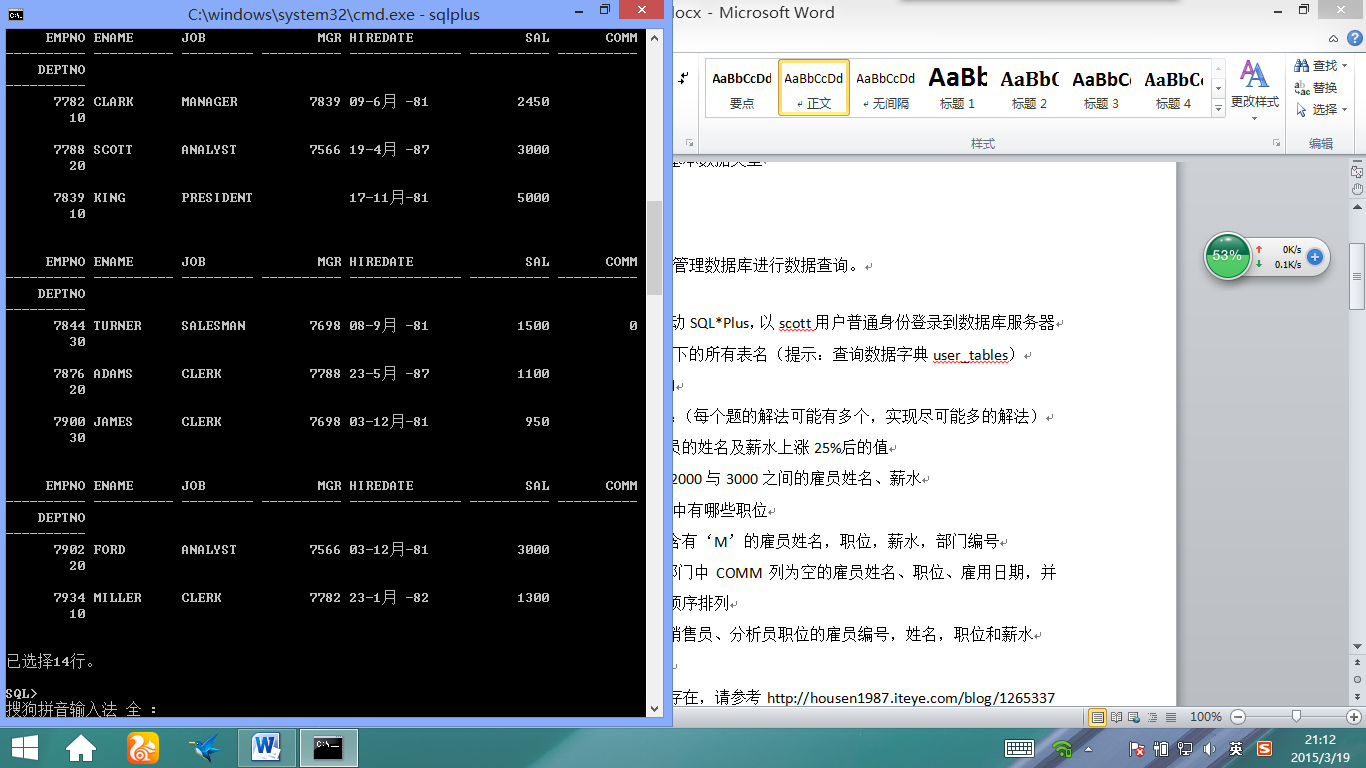 C:\windows\system32\cmd.exe - sqlplus
EMPNO ENAME JOB MGR HIREDATE SAL COMM
DEPTNO
7782 CLARK MANAGER 7839 09-6月 -81 2450
10
7788 SCOTT ANALYST 7566 19-4月 -87 3000
20
7839 KING PRESIDENT 17-11月-81 5000
10
EMPNO ENAME JOB MGR HIREDATE SAL COMM
DEPTNO
7844 TURNER SALESMAN 7698 08-9月 -81 1500 0
30
7876 ADAMS CLERK 7788 23-5月 -87 1100
20
7900 JAMES CLERK 7698 03-12月-81 950
30
EMPNO ENAME JOB MGR HIREDATE SAL COMM
DEPTNO
7902 FORD ANALYST 7566 03-12月-81 3000
20
7934 MILLER CLERK 7782 23-1月 -82 1300
10
已选择14行。
SQL>
搜狗拼音输入法 全 :
ocx - Microsoft Word
AaBbCcDd AaBbCcDd AaBbCcDd AaBb AaBbC AaBbCc AaBbCc
要点 正文 无间隔 标题 1 标题 2 标题 3 标题 4
更改样式
查找
替换
选择
样式
编辑
管理数据库进行数据查询。
动 SQL*Plus，以 scott 用户普通身份登录到数据库服务器
下的所有表名（提示：查询数据字典 user_tables）
。（每个题的解法可能有多个，实现尽可能多的解法）
员的姓名及薪水上涨 25%后的值
2000 与 3000 之间的雇员姓名、薪水
中有哪些职位
含有‘M’的雇员姓名，职位，薪水，部门编号
部门中 COMM 列为空的雇员姓名、职位、雇用日期，并
顺序排列
销售员、分析员职位的雇员编号，姓名，职位和薪水
存在，请参考 http://housen1987.iteye.com/blog/1265337
53%
0K/s
0.1K/s
100%
英
21:12
2015/3/19